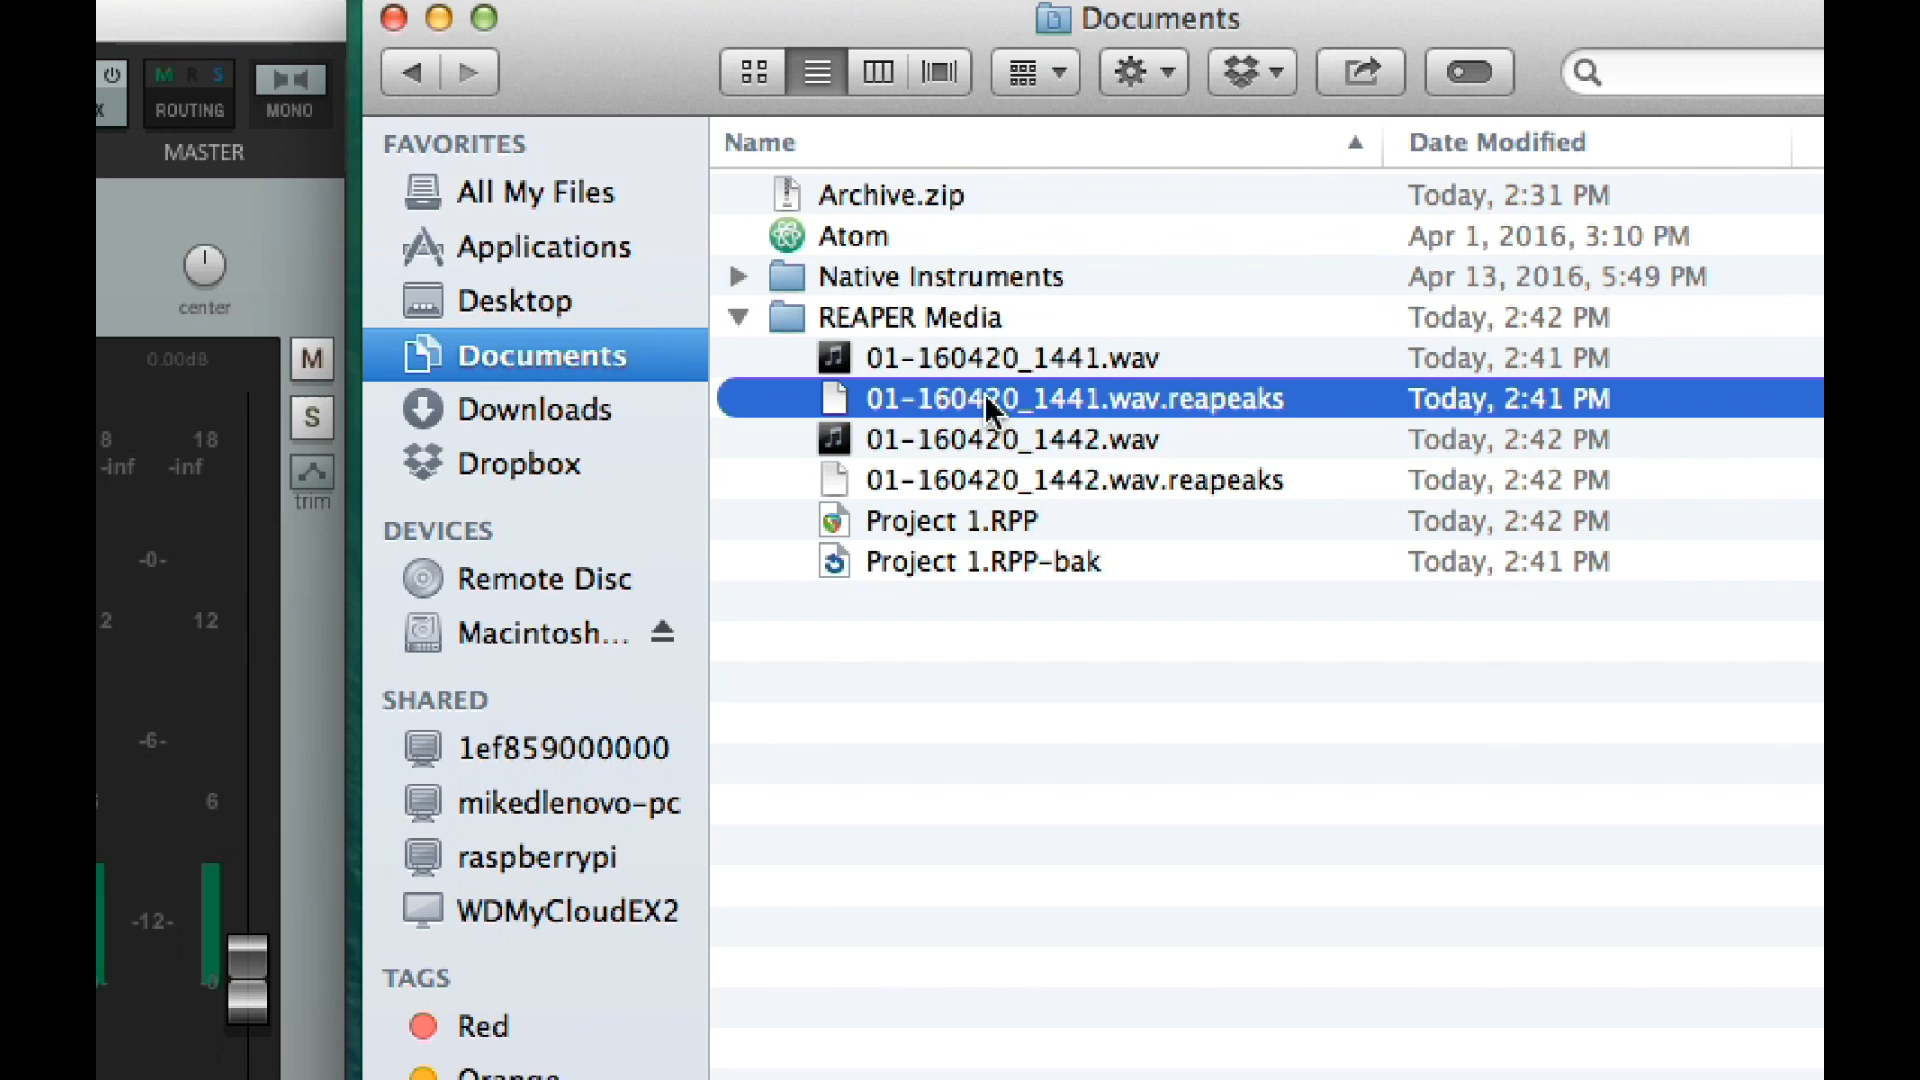 Documents
M R S
X
ROUTING
MONO
MASTER
center
0.00dB
M
S
trim
8
18
-inf
-inf
-0-
2
12
-6-
6
-12-
-0
FAVORITES
All My Files
Applications
Desktop
Documents
Downloads
Dropbox
DEVICES
Remote Disc
Macintosh...
SHARED
1ef859000000
mikedlenovo-pc
raspberrypi
WDMyCloudEX2
TAGS
Red
Orange
Name Date Modified
Archive.zip Today, 2:31 PM
Atom Apr 1, 2016, 3:10 PM
Native Instruments Apr 13, 2016, 5:49 PM
REAPER Media Today, 2:42 PM
01-160420_1441.wav Today, 2:41 PM
01-160420_1441.wav.reapeaks Today, 2:41 PM
01-160420_1442.wav Today, 2:42 PM
01-160420_1442.wav.reapeaks Today, 2:42 PM
Project 1.RPP Today, 2:42 PM
Project 1.RPP-bak Today, 2:41 PM